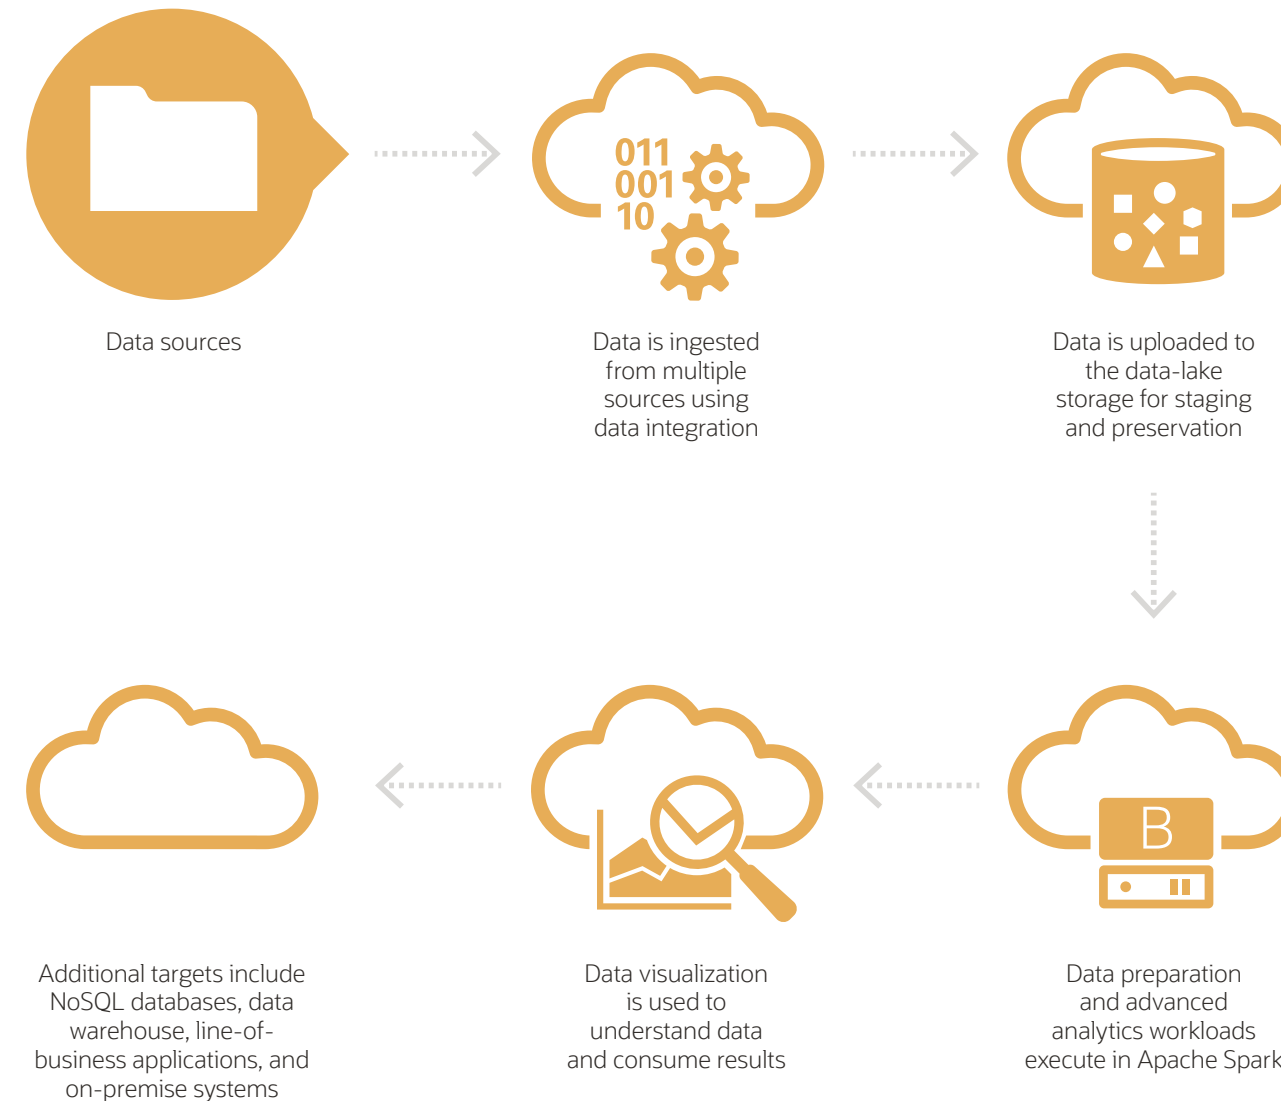 011
001
10
Data sources
Data is ingested
from multiple
sources using
data integration
Data is uploaded to
the data-lake
storage for staging
and preservation
B
Data preparation
and advanced
analytics workloads
execute in Apache Spark
Data visualization
is used to
understand data
and consume results
Additional targets include
NoSQL databases, data
warehouse, line-of-
business applications, and
on-premise systems